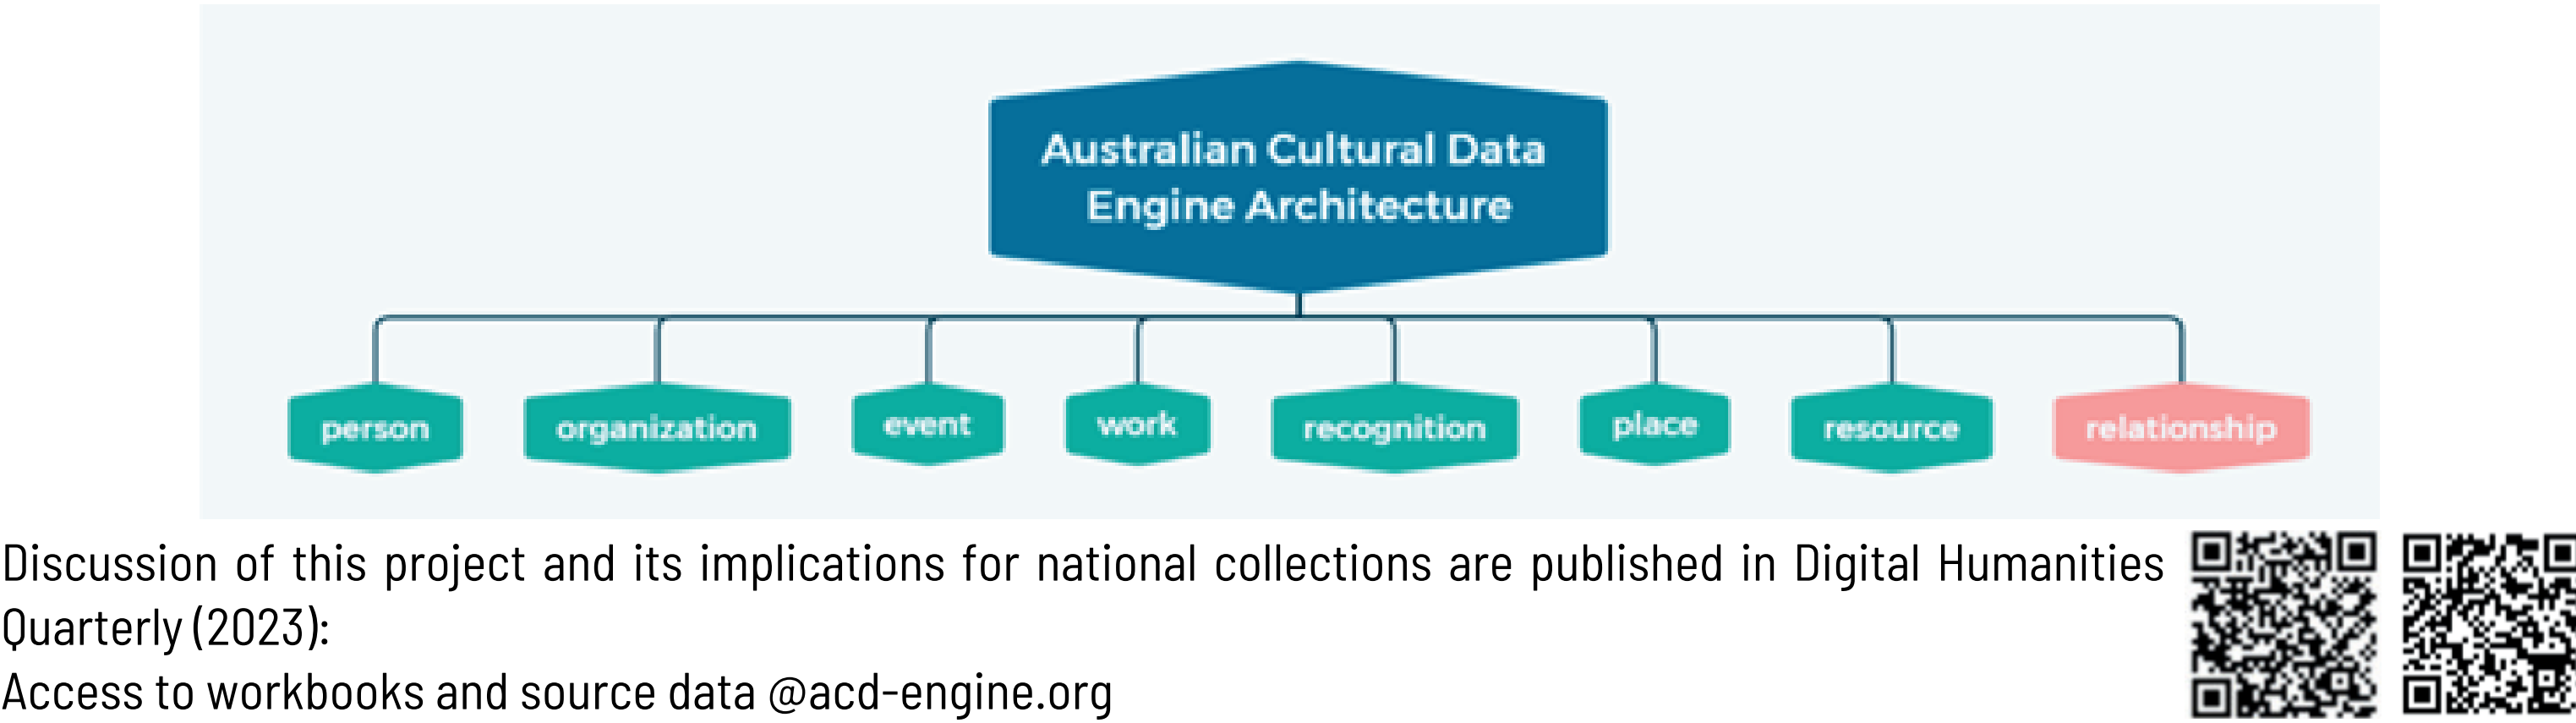 Australian Cultural Data
Engine Architecture
person
organization
event
work
recognition
place
resource
relationship
Discussion of this project and its implications for national collections are published in Digital Humanities
Quarterly (2023):
Access to workbooks and source data @acd-engine.org